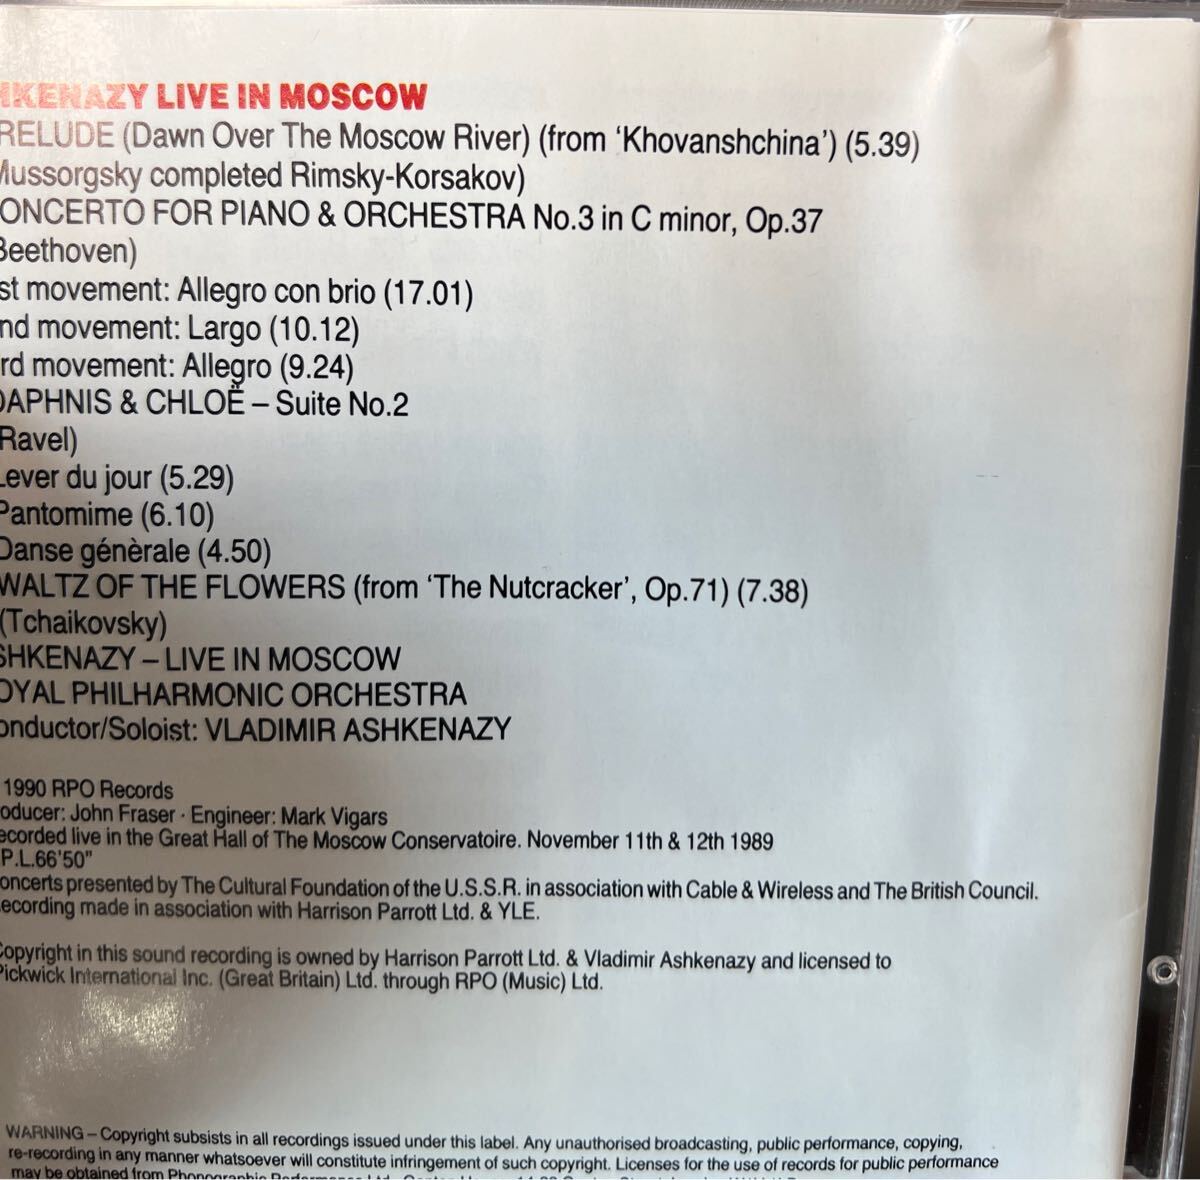 HKENAZY LIVE IN MOSCOW
RELUDE (Dawn Over The Moscow River) (from ‘Khovanshchina’) (5.39)
Mussorgsky completed Rimsky-Korsakov)
ONCERTO FOR PIANO & ORCHESTRA No.3 in C minor, Op.37
Beethoven)
st movement: Allegro con brio (17.01)
nd movement: Largo (10.12)
rd movement: Allegro (9.24)
DAPHNIS & CHLOË – Suite No.2
Ravel)
Lever du jour (5.29)
Pantomime (6.10)
Danse génèrale (4.50)
WALTZ OF THE FLOWERS (from ‘The Nutcracker’, Op.71) (7.38)
(Tchaikovsky)
SHKENAZY – LIVE IN MOSCOW
OYAL PHILHARMONIC ORCHESTRA
onductor/Soloist: VLADIMIR ASHKENAZY
1990 RPO Records
oducer: John Fraser · Engineer: Mark Vigars
ecorded live in the Great Hall of The Moscow Conservatoire. November 11th & 12th 1989
P.L.66'50"
oncerts presented by The Cultural Foundation of the U.S.S.R. in association with Cable & Wireless and The British Council.
ecording made in association with Harrison Parrott Ltd. & YLE.
Copyright in this sound recording is owned by Harrison Parrott Ltd. & Vladimir Ashkenazy and licensed to
Pickwick International Inc. (Great Britain) Ltd. through RPO (Music) Ltd.
WARNING – Copyright subsists in all recordings issued under this label. Any unauthorised broadcasting, public performance, copying,
re-recording in any manner whatsoever will constitute infringement of such copyright. Licenses for the use of records for public performance
may be obtained from Phonographic Performance Ltd.